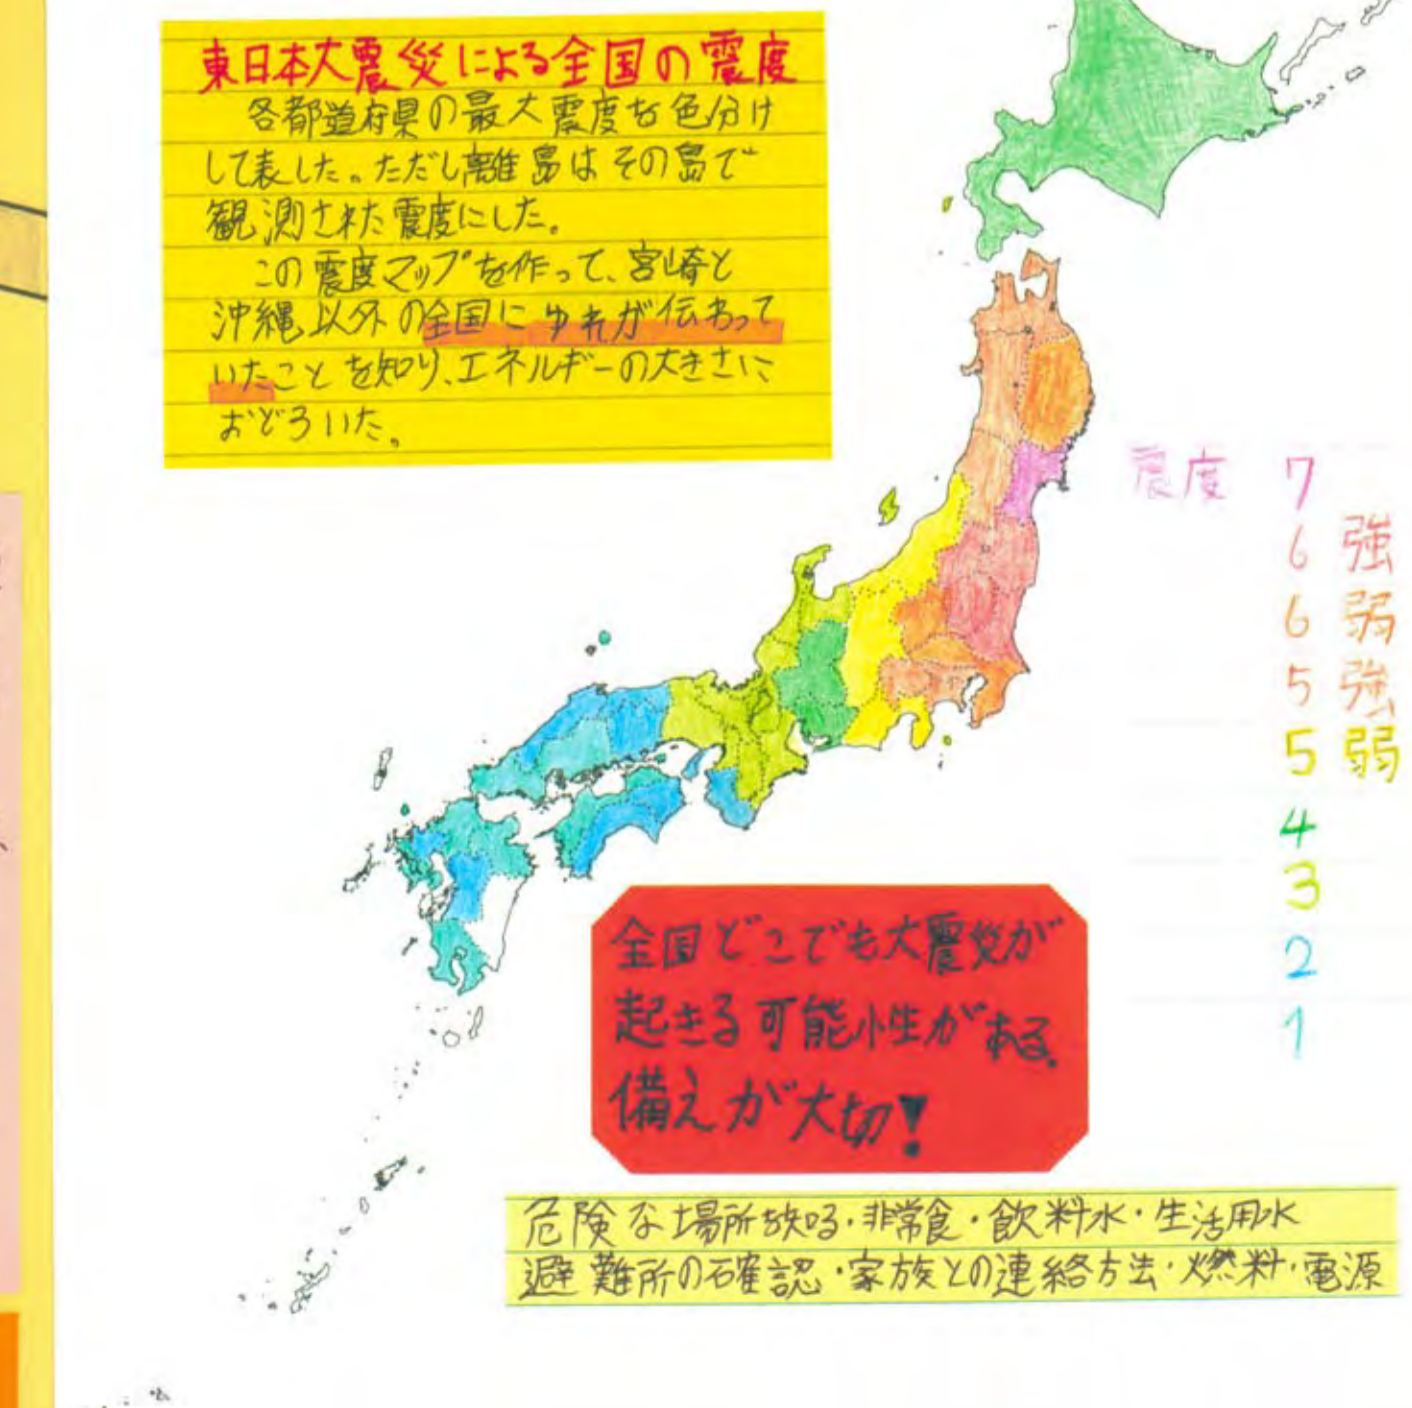 東日本大震災による全国の震度
各都道府県の最大震度を色分け
して表した。ただし離島はその島で
観測された震度にした。
この震度マップを作って、宮崎と
沖縄以外の全国にゆれが伝わって
いたことを知り、エネルギーの大きさに
おどろいた。
震度 7
6 強
6 弱
5 強
5 弱
4
3
2
1
全国どこでも大震災が
起きる可能性がある。
備えが大切!
危険な場所を知る・非常食・飲料水・生活用水
避難所の確認・家族との連絡方法・燃料・電源